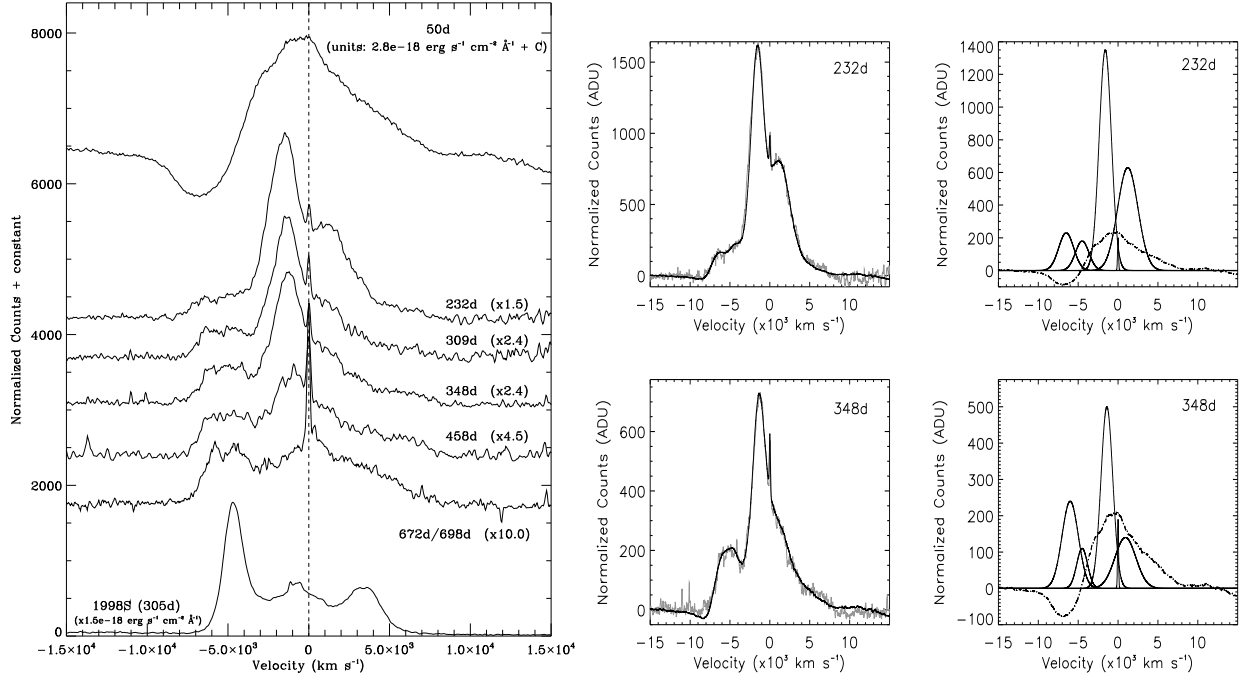 50d
(units: 2.8e−18 erg s⁻¹ cm⁻² Å⁻¹ + C)
8000
6000
4000
2000
0
Normalized Counts + constant
232d (x1.5)
309d (x2.4)
348d (x2.4)
458d (x4.5)
672d/698d (x10.0)
1998S (305d)
(x1.5e−18 erg s⁻¹ cm⁻² Å⁻¹)
−1.5×10⁴ −1.0×10⁴ −5.0×10³ 0 5.0×10³ 1.0×10⁴ 1.5×10⁴
Velocity (km s⁻¹)
232d
1500
1000
500
0
Normalized Counts (ADU)
−15 −10 −5 0 5 10
Velocity (x10³ km s⁻¹)
232d
1400
1200
1000
800
600
400
200
0
Normalized Counts (ADU)
−15 −10 −5 0 5 10
Velocity (x10³ km s⁻¹)
348d
600
400
200
0
Normalized Counts (ADU)
−15 −10 −5 0 5 10
Velocity (x10³ km s⁻¹)
348d
500
400
300
200
100
0
−100
Normalized Counts (ADU)
−15 −10 −5 0 5 10
Velocity (x10³ km s⁻¹)